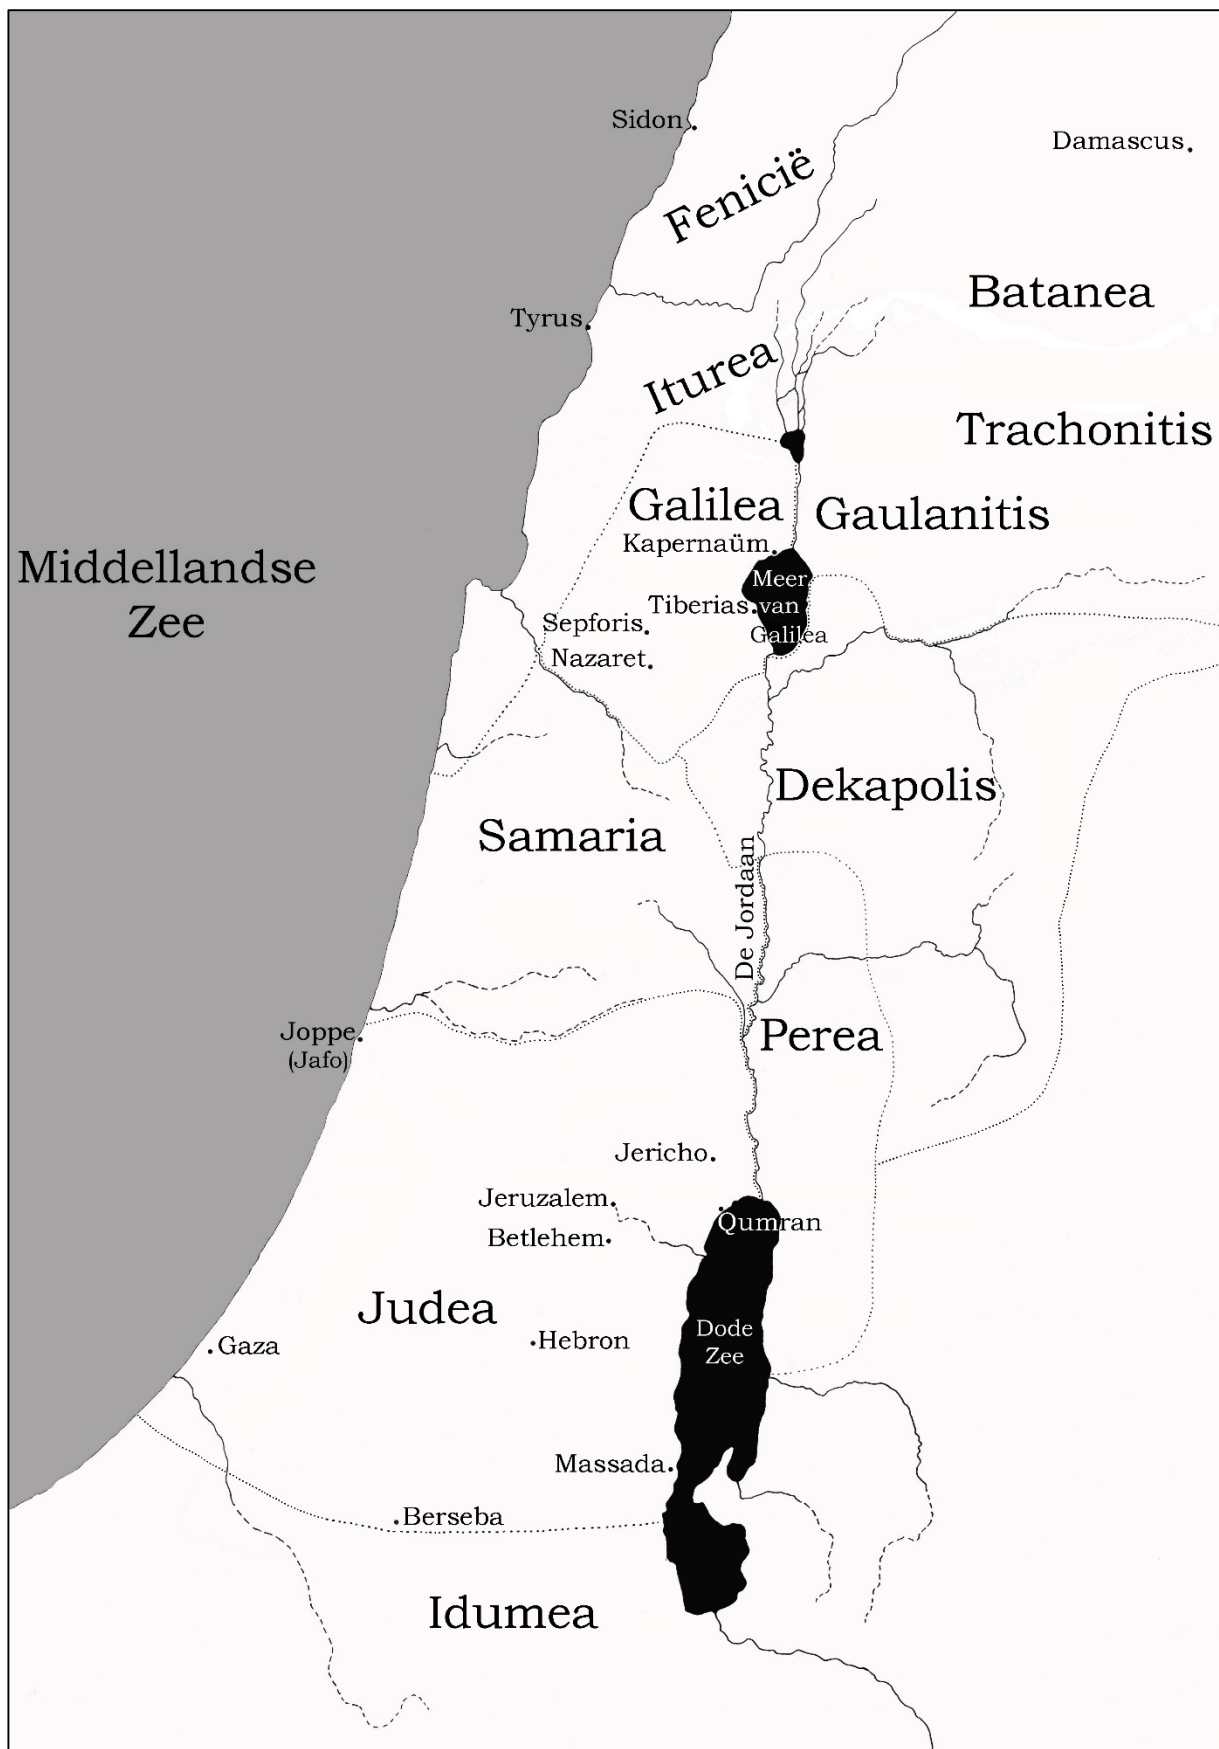 Sidon
Damascus
Fenicië
Batanea
Tyrus
Iturea
Trachonitis
Galilea
Gaulanitis
Kapernaüm
Middellandse
Zee
Meer
van
Galilea
Tiberias
Sepforis
Nazaret
Dekapolis
Samaria
De Jordaan
Joppe
(Jafo)
Perea
Jericho
Jeruzalem
Qumran
Betlehem
Judea
Dode
Zee
Hebron
Gaza
Massada
Berseba
Idumea